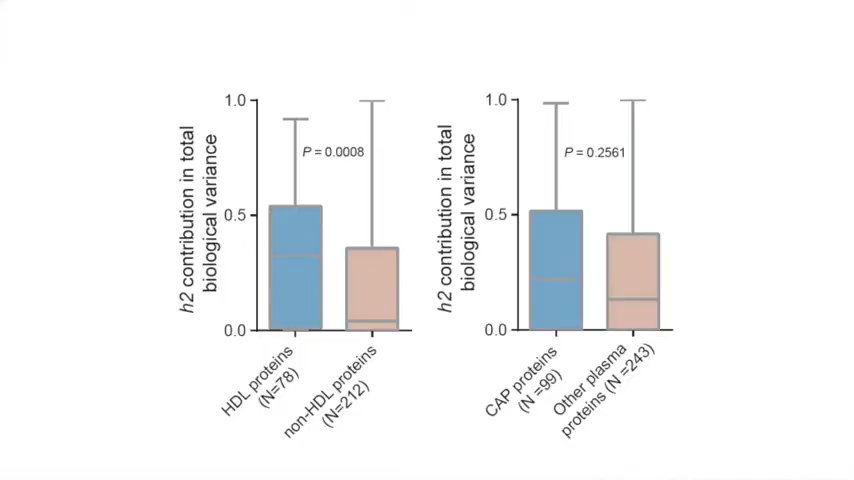 h2 contribution in total
biological variance
1.0
0.5
0.0
P = 0.0008
HDL proteins
(N=78)
non-HDL proteins
(N=212)
h2 contribution in total
biological variance
1.0
0.5
0.0
P = 0.2561
CAP proteins
(N =99)
Other plasma
proteins (N =243)